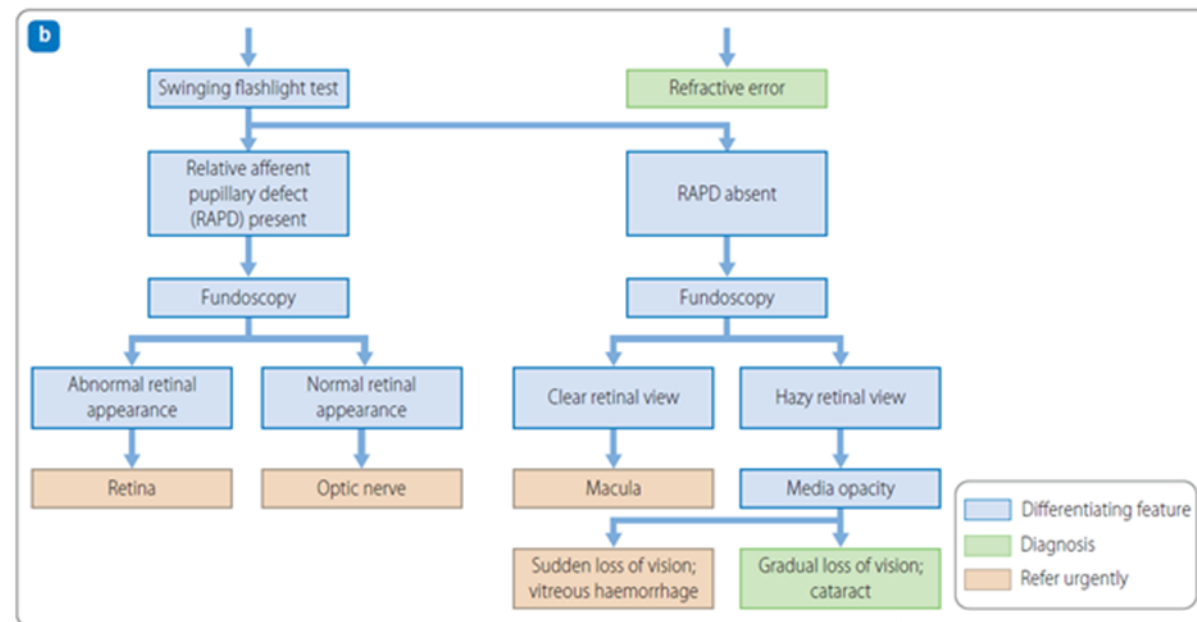 b
Swinging flashlight test
Refractive error
Relative afferent
pupillary defect
(RAPD) present
RAPD absent
Fundoscopy
Fundoscopy
Abnormal retinal
appearance
Normal retinal
appearance
Clear retinal view
Hazy retinal view
Retina
Optic nerve
Macula
Media opacity
Sudden loss of vision;
vitreous haemorrhage
Gradual loss of vision;
cataract
Differentiating feature
Diagnosis
Refer urgently